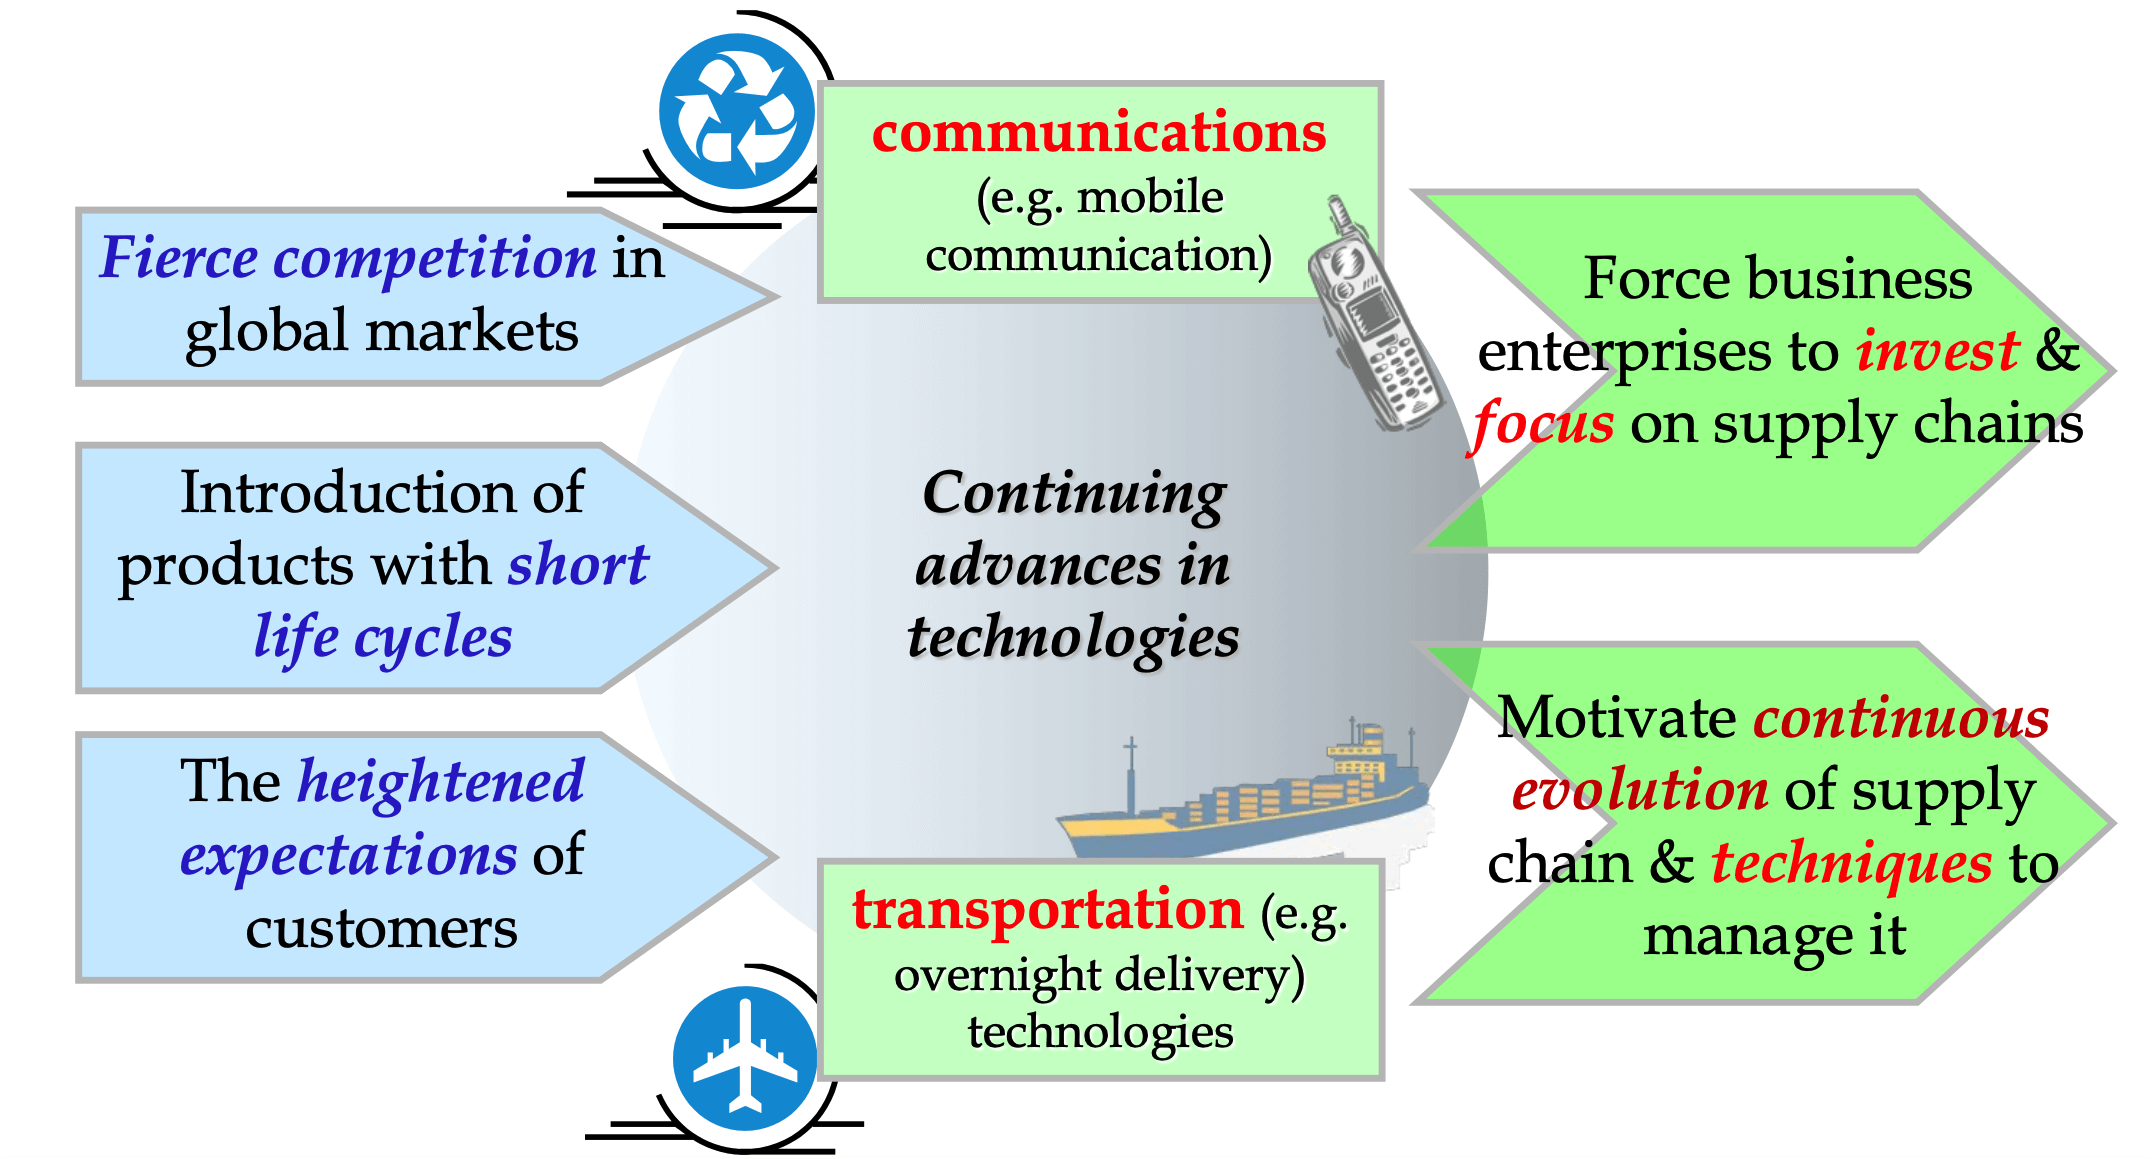 communications
(e.g. mobile
communication)
Fierce competition in
global markets
Introduction of
products with short
life cycles
The heightened
expectations of
customers
Continuing
advances in
technologies
transportation (e.g.
overnight delivery)
technologies
Force business
enterprises to invest &
focus on supply chains
Motivate continuous
evolution of supply
chain & techniques to
manage it